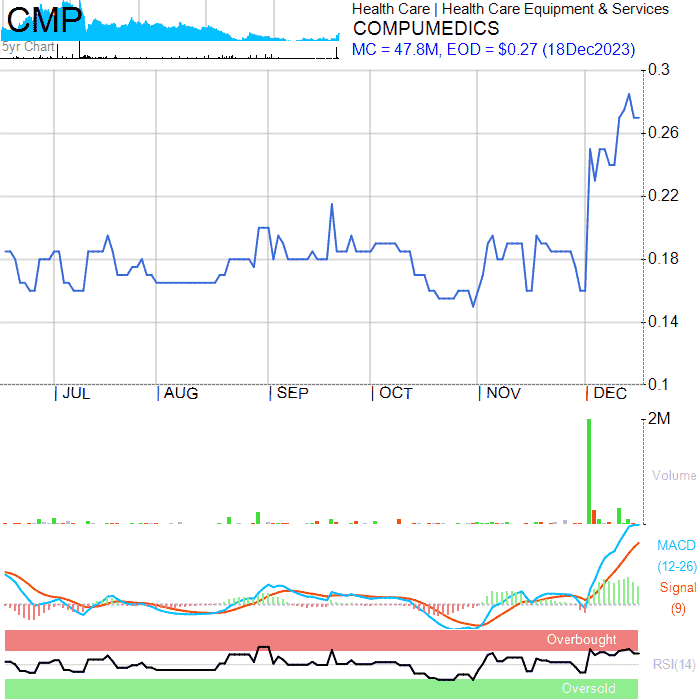 CMP
5yr Chart
Health Care | Health Care Equipment & Services
COMPUMEDICS
MC = 47.8M, EOD = $0.27 (18Dec2023)
0.3
0.26
0.22
0.18
0.14
0.1
JUL AUG SEP OCT NOV DEC
2M
Volume
MACD
(12-26)
Signal
(9)
Overbought
RSI(14)
Oversold